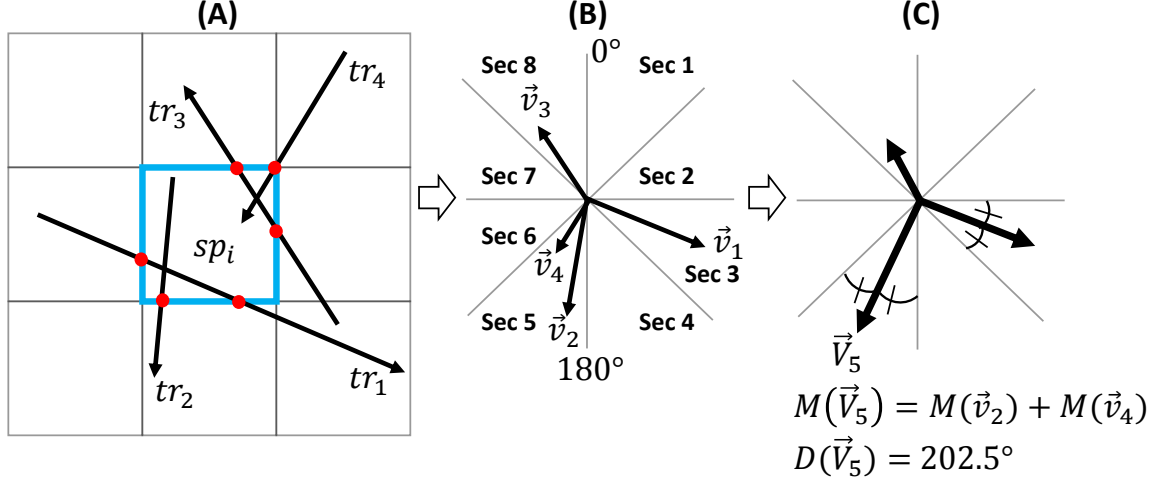 (A)
(B)
(C)
tr₄
tr₃
spᵢ
tr₂
tr₁
0°
Sec 8
Sec 1
v⃗₃
Sec 7
Sec 2
Sec 6
v⃗₁
v⃗₄
Sec 3
Sec 5
v⃗₂
Sec 4
180°
V⃗₅
M(V⃗₅) = M(v⃗₂) + M(v⃗₄)
D(V⃗₅) = 202.5°